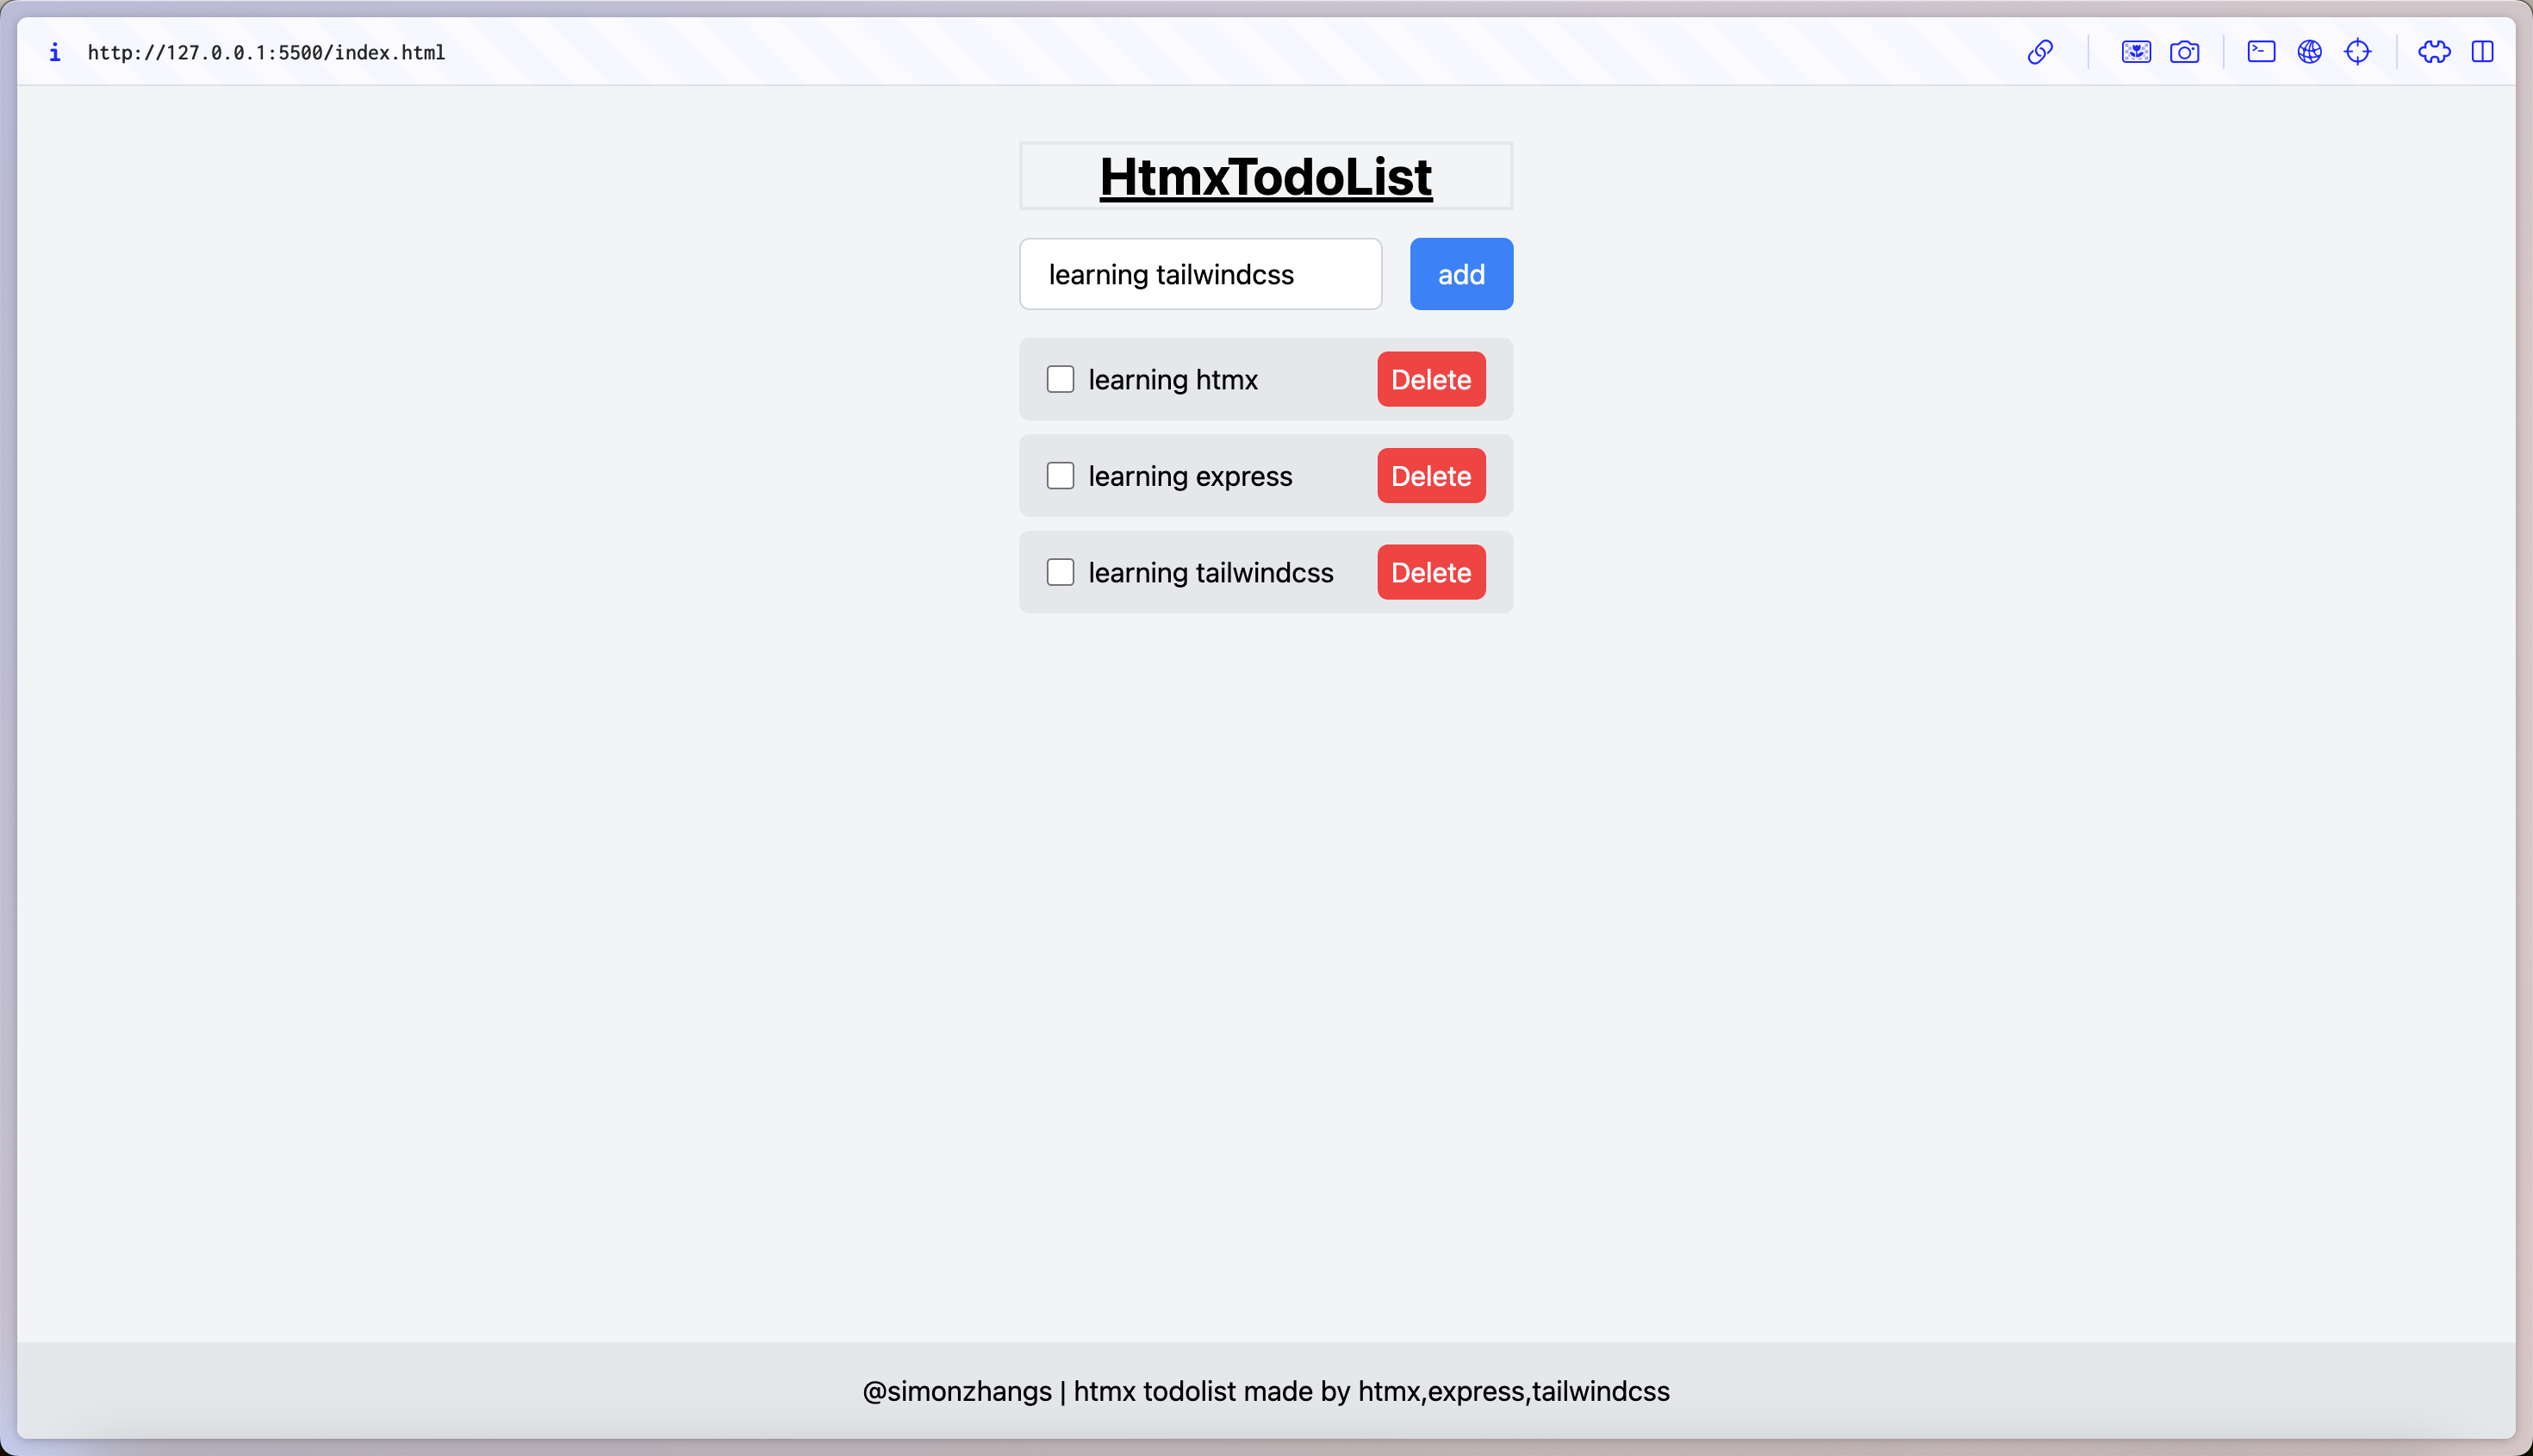 http://127.0.0.1:5500/index.html
HtmxTodoList
learning tailwindcss
add
learning htmx Delete
learning express Delete
learning tailwindcss Delete
@simonzhangs | htmx todolist made by htmx,express,tailwindcss